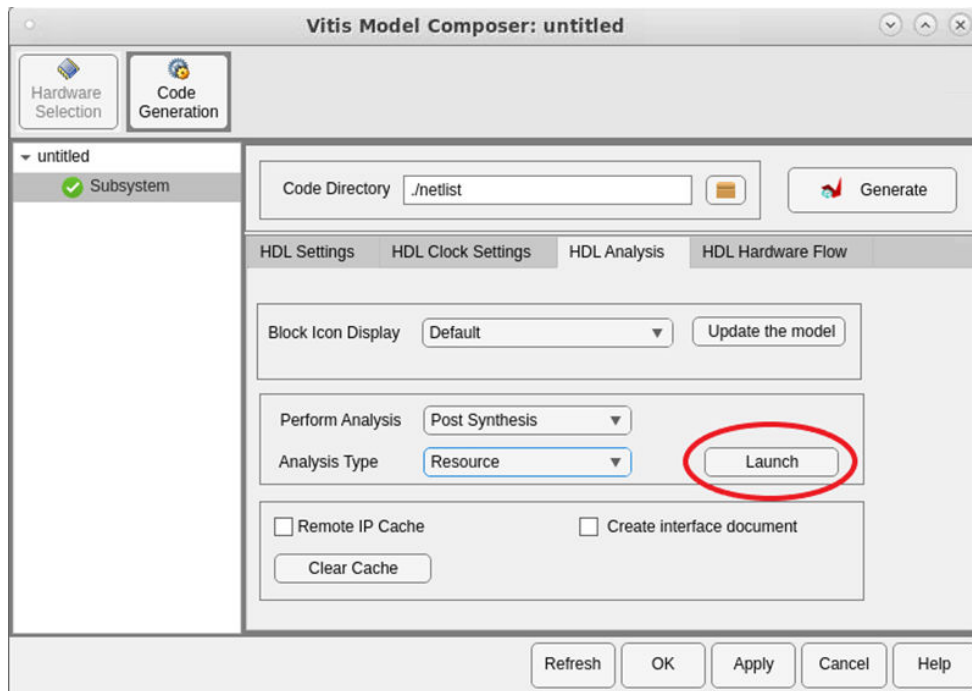 Vitis Model Composer: untitled
Hardware
Selection
Code
Generation
untitled
Subsystem
Code Directory ./netlist
Generate
HDL Settings HDL Clock Settings HDL Analysis HDL Hardware Flow
Block Icon Display Default Update the model
Perform Analysis Post Synthesis
Analysis Type Resource Launch
Remote IP Cache Create interface document
Clear Cache
Refresh OK Apply Cancel Help